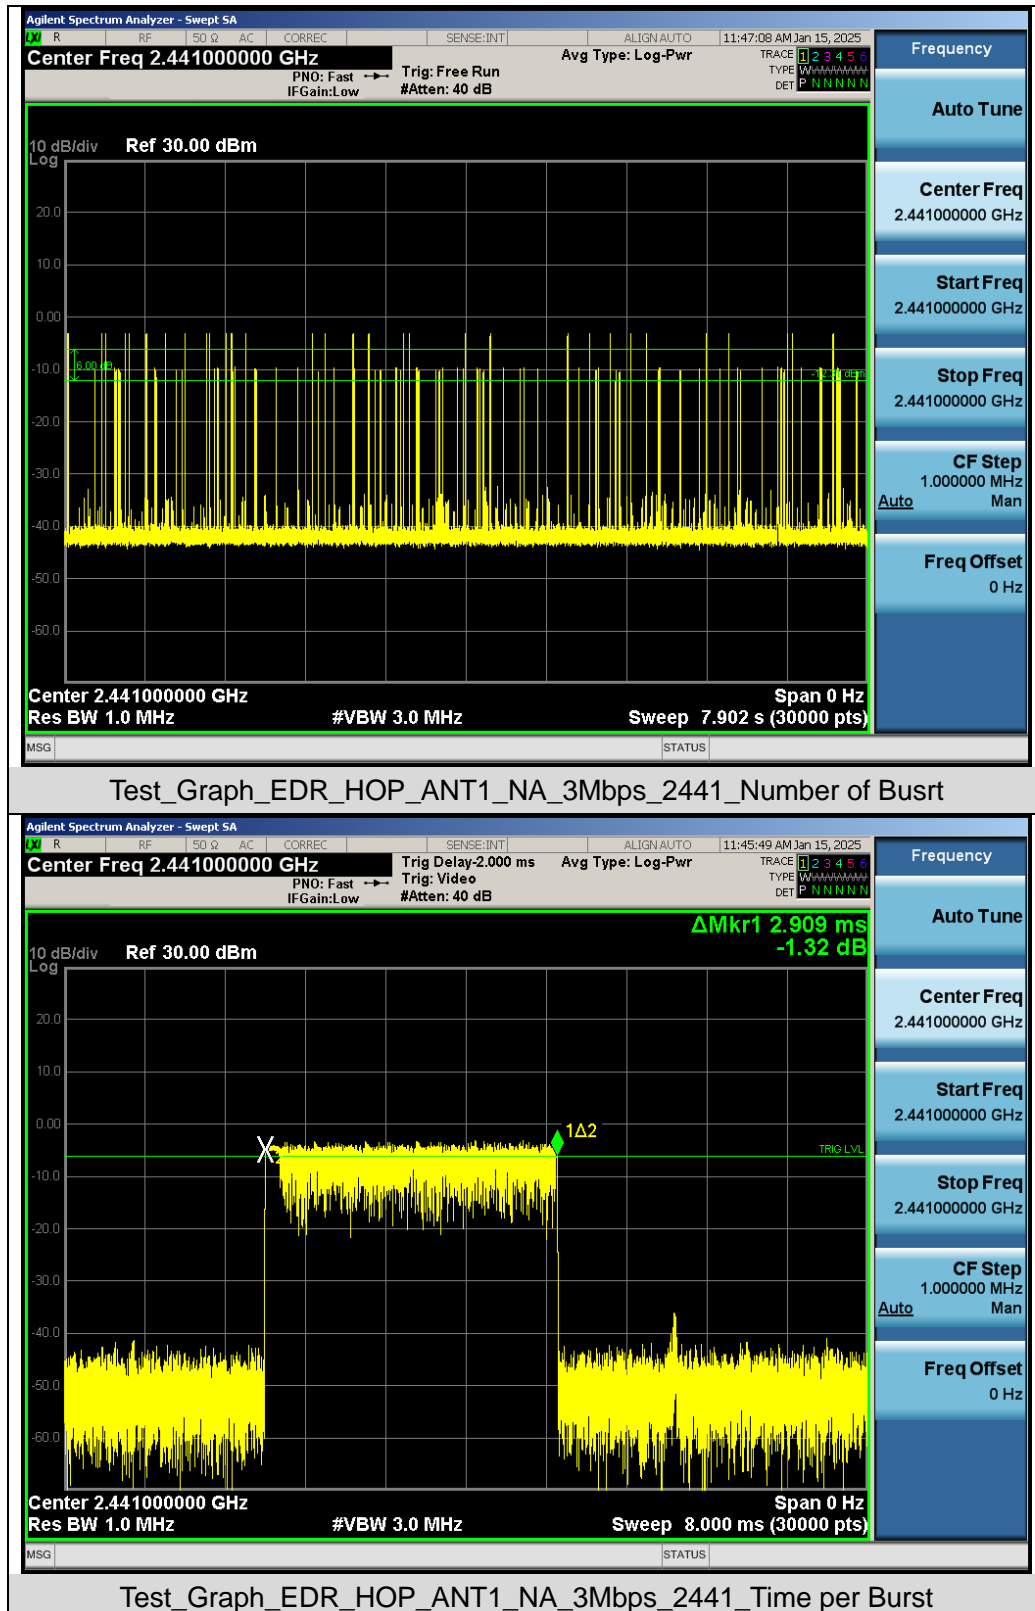 Agilent Spectrum Analyzer - Swept SA
LXI R RF 50 Ω AC CORREC SENSE:INT ALIGN AUTO 11:47:08 AM Jan 15, 2025
Center Freq 2.441000000 GHz
PNO: Fast
IFGain:Low
Trig: Free Run
#Atten: 40 dB
Avg Type: Log-Pwr
TRACE 1 2 3 4 5 6
TYPE W
DET P N N N N N
10 dB/div Ref 30.00 dBm
Log
20.0
10.0
0.00
-10.0
-20.0
-30.0
-40.0
-50.0
-60.0
6.00 dB
Center 2.441000000 GHz Span 0 Hz
Res BW 1.0 MHz #VBW 3.0 MHz Sweep 7.902 s (30000 pts)
MSG STATUS
Frequency
Auto Tune
Center Freq
2.441000000 GHz
Start Freq
2.441000000 GHz
Stop Freq
2.441000000 GHz
CF Step
1.000000 MHz
Auto Man
Freq Offset
0 Hz
Test_Graph_EDR_HOP_ANT1_NA_3Mbps_2441_Number of Busrt
Agilent Spectrum Analyzer - Swept SA
LXI R RF 50 Ω AC CORREC SENSE:INT ALIGN AUTO 11:45:49 AM Jan 15, 2025
Center Freq 2.441000000 GHz
PNO: Fast
IFGain:Low
Trig Delay-2.000 ms
Trig: Video
#Atten: 40 dB
Avg Type: Log-Pwr
TRACE 1 2 3 4 5 6
TYPE W
DET P N N N N N
ΔMkr1 2.909 ms
-1.32 dB
10 dB/div Ref 30.00 dBm
Log
20.0
10.0
0.00
-10.0
-20.0
-30.0
-40.0
-50.0
-60.0
1Δ2
TRIG LVL
Center 2.441000000 GHz Span 0 Hz
Res BW 1.0 MHz #VBW 3.0 MHz Sweep 8.000 ms (30000 pts)
MSG STATUS
Frequency
Auto Tune
Center Freq
2.441000000 GHz
Start Freq
2.441000000 GHz
Stop Freq
2.441000000 GHz
CF Step
1.000000 MHz
Auto Man
Freq Offset
0 Hz
Test_Graph_EDR_HOP_ANT1_NA_3Mbps_2441_Time per Burst